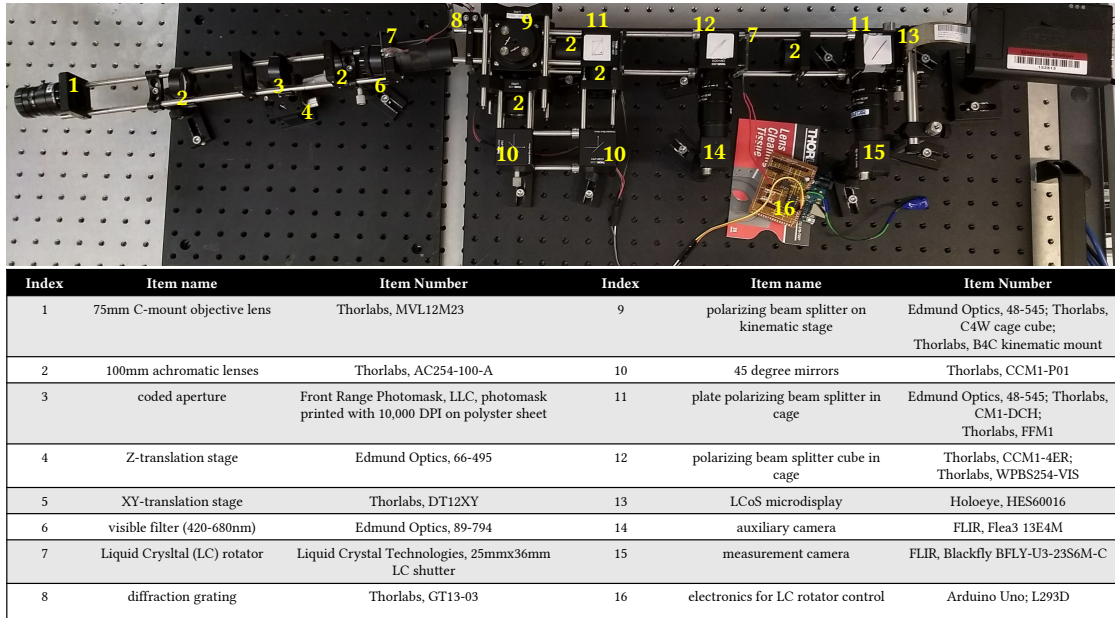 8 9 11 12 11
7 2 7 2 13
1 2 3 2 6 2
4 2
10 10 14 15
16
THOR
Lens
Cleaning
Tissue
Index Item name Item Number Index Item name Item Number
1 75mm C-mount objective lens Thorlabs, MVL12M23 9 polarizing beam splitter on Edmund Optics, 48-545; Thorlabs,
kinematic stage C4W cage cube;
Thorlabs, B4C kinematic mount
2 100mm achromatic lenses Thorlabs, AC254-100-A 10 45 degree mirrors Thorlabs, CCM1-P01
3 coded aperture Front Range Photomask, LLC, photomask 11 plate polarizing beam splitter in Edmund Optics, 48-545; Thorlabs,
printed with 10,000 DPI on polyster sheet cage CM1-DCH;
Thorlabs, FFM1
4 Z-translation stage Edmund Optics, 66-495 12 polarizing beam splitter cube in Thorlabs, CCM1-4ER;
cage Thorlabs, WPBS254-VIS
5 XY-translation stage Thorlabs, DT12XY 13 LCoS microdisplay Holoeye, HES60016
6 visible filter (420-680nm) Edmund Optics, 89-794 14 auxiliary camera FLIR, Flea3 13E4M
7 Liquid Crysltal (LC) rotator Liquid Crystal Technologies, 25mmx36mm 15 measurement camera FLIR, Blackfly BFLY-U3-23S6M-C
LC shutter
8 diffraction grating Thorlabs, GT13-03 16 electronics for LC rotator control Arduino Uno; L293D